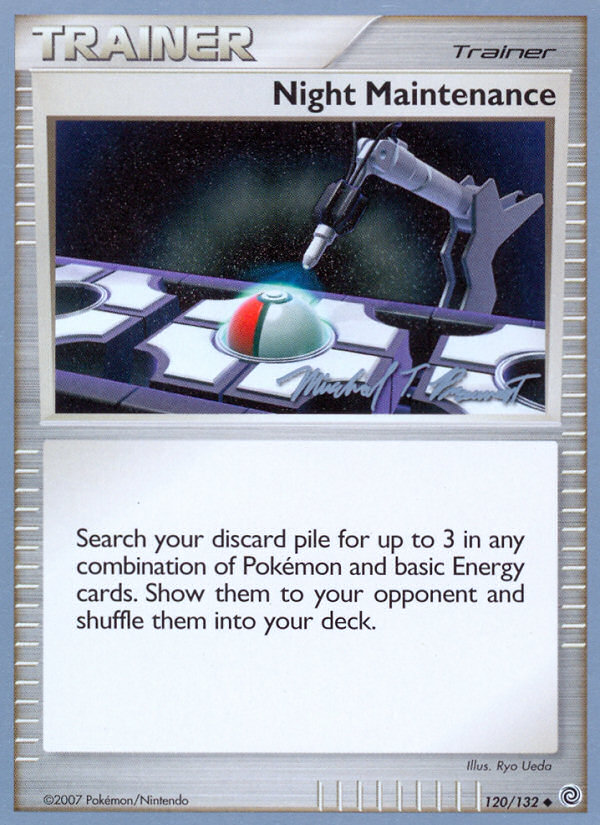 TRAINER
Trainer
Night Maintenance
Michael T. Pramawat
Search your discard pile for up to 3 in any
combination of Pokémon and basic Energy
cards. Show them to your opponent and
shuffle them into your deck.
Illus. Ryo Ueda
©2007 Pokémon/Nintendo
120/132